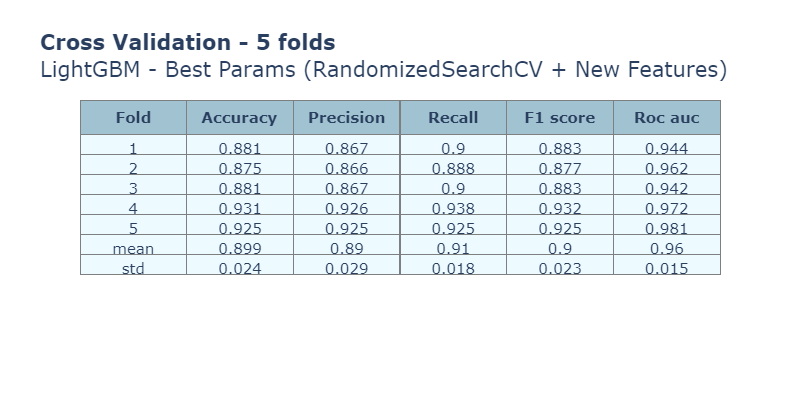 Cross Validation - 5 folds
LightGBM - Best Params (RandomizedSearchCV + New Features)
Fold Accuracy Precision Recall F1 score Roc auc
1 0.881 0.867 0.9 0.883 0.944
2 0.875 0.866 0.888 0.877 0.962
3 0.881 0.867 0.9 0.883 0.942
4 0.931 0.926 0.938 0.932 0.972
5 0.925 0.925 0.925 0.925 0.981
mean 0.899 0.89 0.91 0.9 0.96
std 0.024 0.029 0.018 0.023 0.015